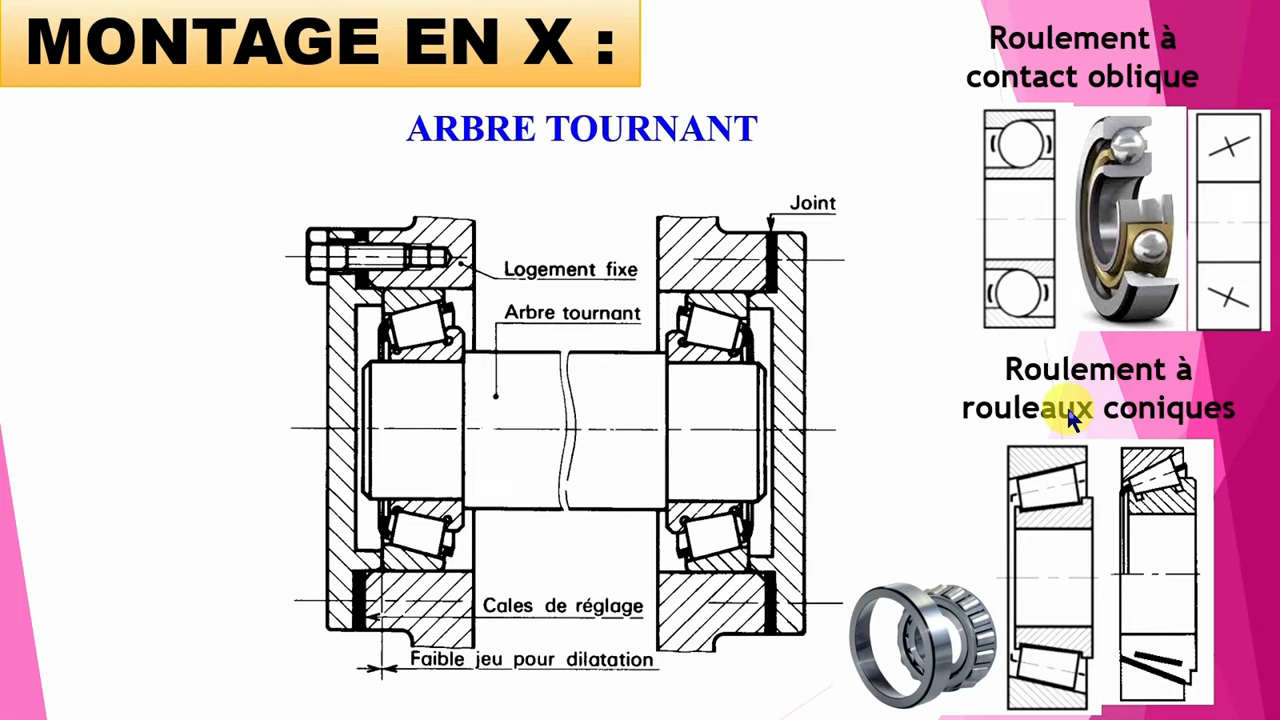 MONTAGE EN X :
ARBRE TOURNANT
Joint
Logement fixe
Arbre tournant
Cales de réglage
Faible jeu pour dilatation
Roulement à
contact oblique
Roulement à
rouleaux coniques